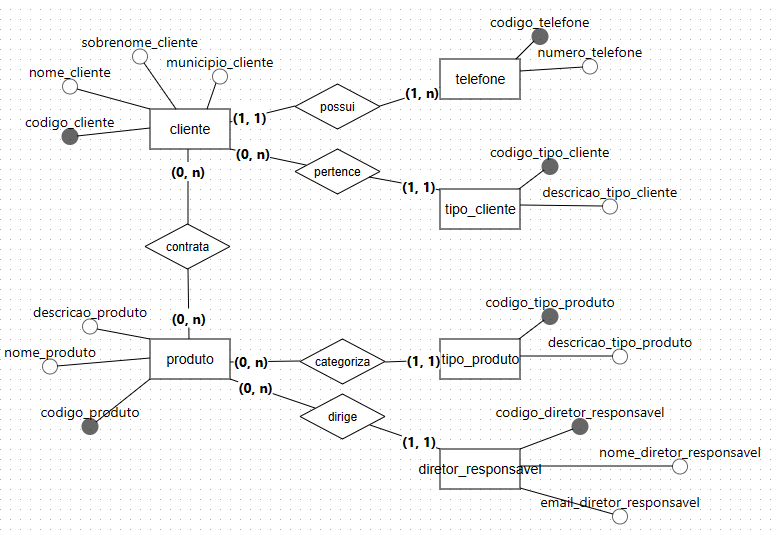 codigo_telefone
sobrenome_cliente
numero_telefone
municipio_cliente
nome_cliente
telefone
(1, n)
possui
(1, 1)
codigo_cliente
cliente
(0, n)
codigo_tipo_cliente
pertence
(0, n)
(1, 1)
descricao_tipo_cliente
tipo_cliente
contrata
codigo_tipo_produto
descricao_produto
(0, n)
descricao_tipo_produto
nome_produto
produto
(0, n)
categoriza
(1, 1)
tipo_produto
(0, n)
codigo_produto
codigo_diretor_responsavel
dirige
(1, 1)
nome_diretor_responsavel
diretor_responsavel
email_diretor_responsavel